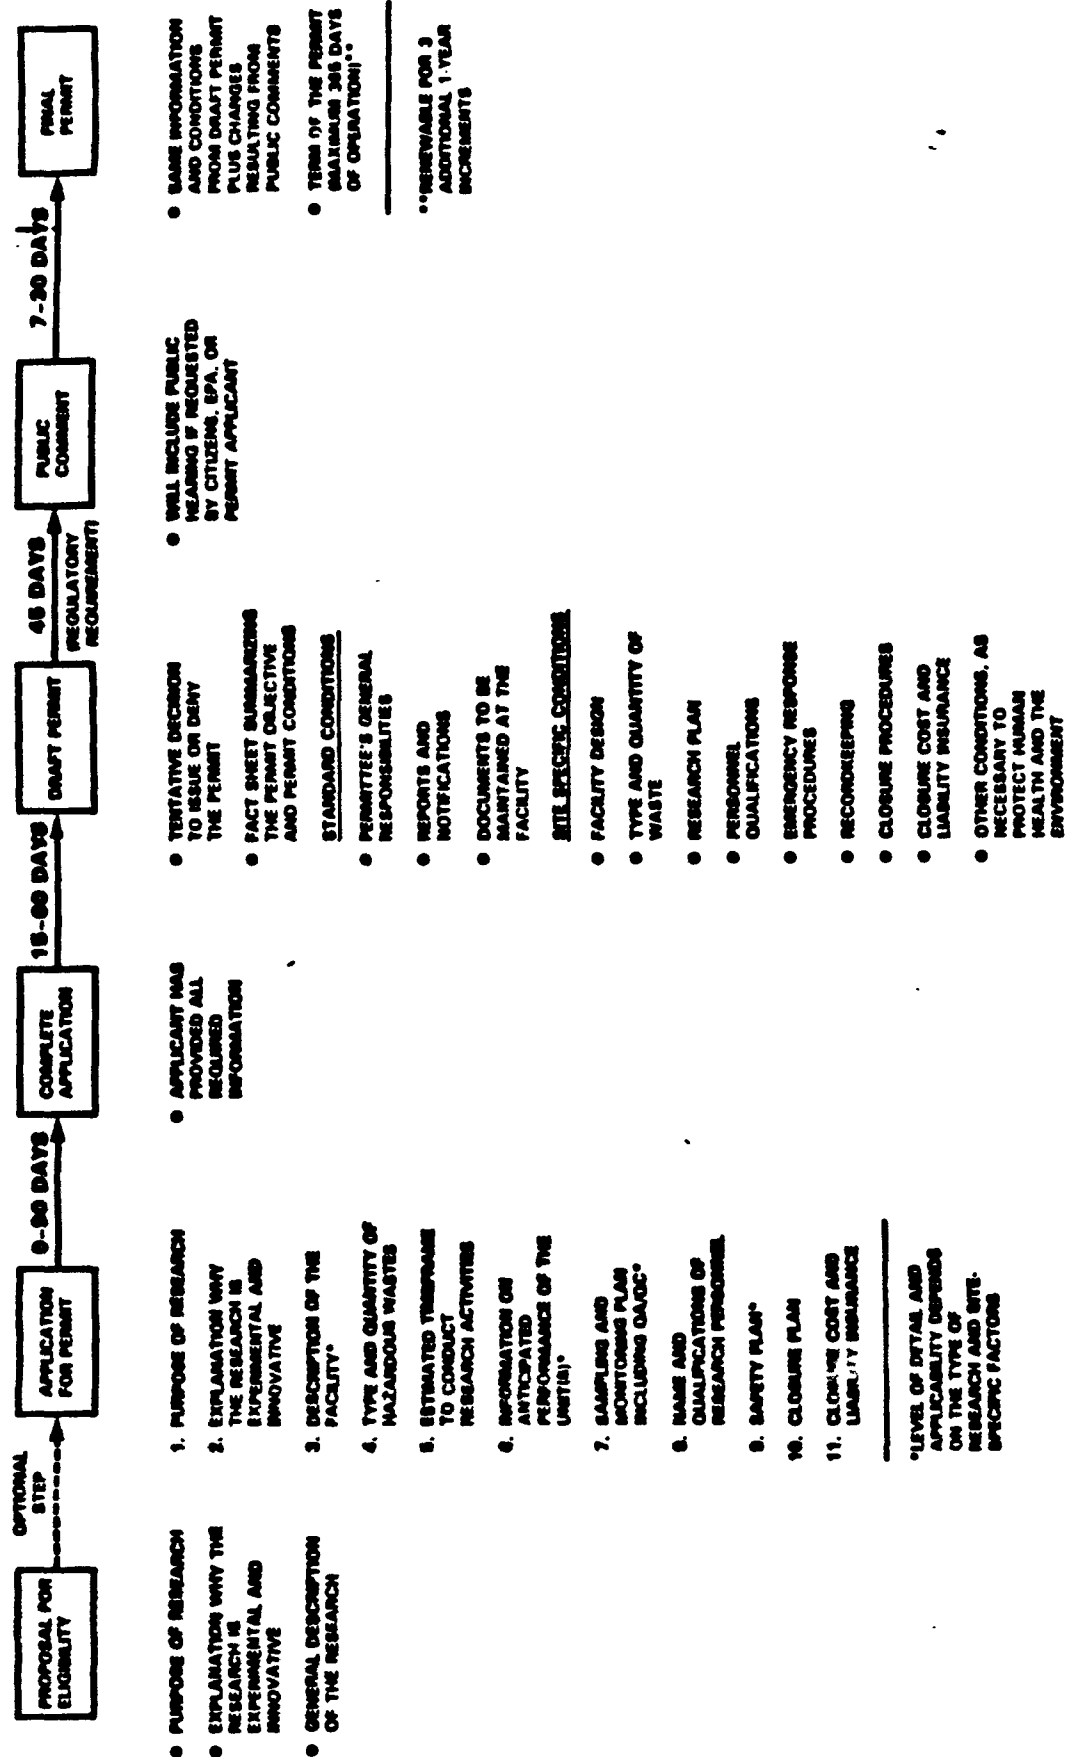 PROPOSAL FOR
ELIGIBILITY
OPTIONAL
STEP
APPLICATION
FOR PERMIT
0-90 DAYS
COMPLETE
APPLICATION
15-60 DAYS
DRAFT PERMIT
45 DAYS
(REGULATORY
REQUIREMENT)
PUBLIC
COMMENT
7-30 DAYS
FINAL
PERMIT
● PURPOSE OF RESEARCH
● EXPLANATION WHY THE
RESEARCH IS
EXPERIMENTAL AND
INNOVATIVE
● GENERAL DESCRIPTION
OF THE RESEARCH
1. PURPOSE OF RESEARCH
2. EXPLANATION WHY
THE RESEARCH IS
EXPERIMENTAL AND
INNOVATIVE
3. DESCRIPTION OF THE
FACILITY*
4. TYPE AND QUANTITY OF
HAZARDOUS WASTES
5. ESTIMATED TIMEFRAME
TO CONDUCT
RESEARCH ACTIVITIES
6. INFORMATION ON
ANTICIPATED
PERFORMANCE OF THE
UNIT(S)*
7. SAMPLING AND
MONITORING PLAN
INCLUDING QA/QC*
8. NAME AND
QUALIFICATIONS OF
RESEARCH PERSONNEL
9. SAFETY PLAN*
10. CLOSURE PLAN
11. CLOSURE COST AND
LIABILITY INSURANCE
*LEVEL OF DETAIL AND
APPLICABILITY DEPENDS
ON THE TYPE OF
RESEARCH AND SITE-
SPECIFIC FACTORS
● APPLICANT HAS
PROVIDED ALL
REQUIRED
INFORMATION
● TENTATIVE DECISION
TO ISSUE OR DENY
THE PERMIT
● FACT SHEET SUMMARIZING
THE PERMIT OBJECTIVE
AND PERMIT CONDITIONS
STANDARD CONDITIONS
● PERMITTEE'S GENERAL
RESPONSIBILITIES
● REPORTS AND
NOTIFICATIONS
● DOCUMENTS TO BE
MAINTAINED AT THE
FACILITY
SITE SPECIFIC CONDITIONS
● FACILITY DESIGN
● TYPE AND QUANTITY OF
WASTE
● RESEARCH PLAN
● PERSONNEL
QUALIFICATIONS
● EMERGENCY RESPONSE
PROCEDURES
● RECORDKEEPING
● CLOSURE PROCEDURES
● CLOSURE COST AND
LIABILITY INSURANCE
● OTHER CONDITIONS, AS
NECESSARY TO
PROTECT HUMAN
HEALTH AND THE
ENVIRONMENT
● WILL INCLUDE PUBLIC
HEARING IF REQUESTED
BY CITIZENS, EPA, OR
PERMIT APPLICANT
● SAME INFORMATION
AND CONDITIONS
FROM DRAFT PERMIT
PLUS CHANGES
RESULTING FROM
PUBLIC COMMENTS
● TERM OF THE PERMIT
(MAXIMUM 365 DAYS
OF OPERATION)**
**RENEWABLE FOR 3
ADDITIONAL 1-YEAR
INCREMENTS